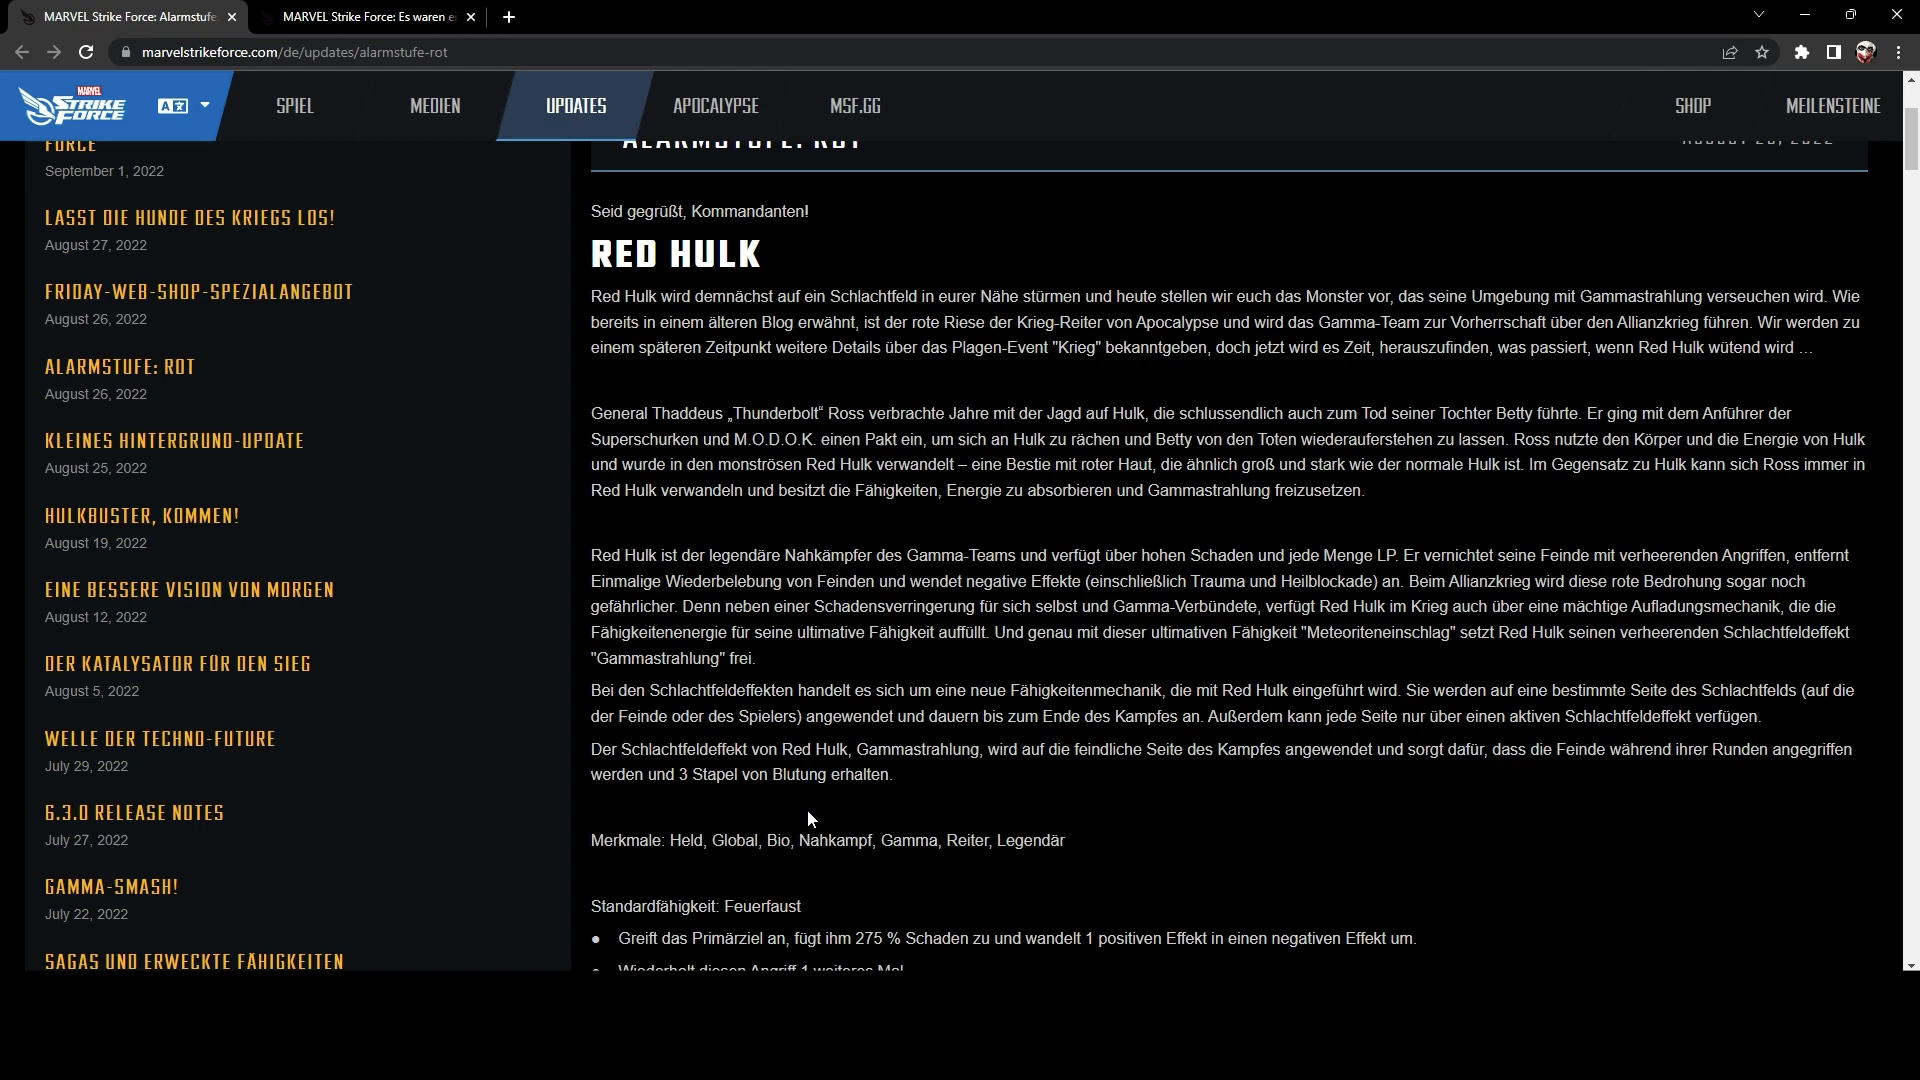 MARVEL Strike Force: Alarmstufe
MARVEL Strike Force: Es waren ei
marvelstrikeforce.com/de/updates/alarmstufe-rot
MARVEL
STRIKE
FORCE
SPIEL
MEDIEN
UPDATES
APOCALYPSE
MSF.GG
SHOP
MEILENSTEINE
FORCE
September 1, 2022
LASST DIE HUNDE DES KRIEGS LOS!
August 27, 2022
FRIDAY-WEB-SHOP-SPEZIALANGEBOT
August 26, 2022
ALARMSTUFE: ROT
August 26, 2022
KLEINES HINTERGRUND-UPDATE
August 25, 2022
HULKBUSTER, KOMMEN!
August 19, 2022
EINE BESSERE VISION VON MORGEN
August 12, 2022
DER KATALYSATOR FÜR DEN SIEG
August 5, 2022
WELLE DER TECHNO-FUTURE
July 29, 2022
6.3.0 RELEASE NOTES
July 27, 2022
GAMMA-SMASH!
July 22, 2022
SAGAS UND ERWECKTE FÄHIGKEITEN
ALARMSTUFE: ROT
Seid gegrüßt, Kommandanten!
RED HULK
Red Hulk wird demnächst auf ein Schlachtfeld in eurer Nähe stürmen und heute stellen wir euch das Monster vor, das seine Umgebung mit Gammastrahlung verseuchen wird. Wie
bereits in einem älteren Blog erwähnt, ist der rote Riese der Krieg-Reiter von Apocalypse und wird das Gamma-Team zur Vorherrschaft über den Allianzkrieg führen. Wir werden zu
einem späteren Zeitpunkt weitere Details über das Plagen-Event "Krieg" bekanntgeben, doch jetzt wird es Zeit, herauszufinden, was passiert, wenn Red Hulk wütend wird ...
General Thaddeus „Thunderbolt“ Ross verbrachte Jahre mit der Jagd auf Hulk, die schlussendlich auch zum Tod seiner Tochter Betty führte. Er ging mit dem Anführer der
Superschurken und M.O.D.O.K. einen Pakt ein, um sich an Hulk zu rächen und Betty von den Toten wiederauferstehen zu lassen. Ross nutzte den Körper und die Energie von Hulk
und wurde in den monströsen Red Hulk verwandelt – eine Bestie mit roter Haut, die ähnlich groß und stark wie der normale Hulk ist. Im Gegensatz zu Hulk kann sich Ross immer in
Red Hulk verwandeln und besitzt die Fähigkeiten, Energie zu absorbieren und Gammastrahlung freizusetzen.
Red Hulk ist der legendäre Nahkämpfer des Gamma-Teams und verfügt über hohen Schaden und jede Menge LP. Er vernichtet seine Feinde mit verheerenden Angriffen, entfernt
Einmalige Wiederbelebung von Feinden und wendet negative Effekte (einschließlich Trauma und Heilblockade) an. Beim Allianzkrieg wird diese rote Bedrohung sogar noch
gefährlicher. Denn neben einer Schadensverringerung für sich selbst und Gamma-Verbündete, verfügt Red Hulk im Krieg auch über eine mächtige Aufladungsmechanik, die die
Fähigkeitenenergie für seine ultimative Fähigkeit auffüllt. Und genau mit dieser ultimativen Fähigkeit "Meteoriteneinschlag" setzt Red Hulk seinen verheerenden Schlachtfeldeffekt
"Gammastrahlung" frei.
Bei den Schlachtfeldeffekten handelt es sich um eine neue Fähigkeitenmechanik, die mit Red Hulk eingeführt wird. Sie werden auf eine bestimmte Seite des Schlachtfelds (auf die
der Feinde oder des Spielers) angewendet und dauern bis zum Ende des Kampfes an. Außerdem kann jede Seite nur über einen aktiven Schlachtfeldeffekt verfügen.
Der Schlachtfeldeffekt von Red Hulk, Gammastrahlung, wird auf die feindliche Seite des Kampfes angewendet und sorgt dafür, dass die Feinde während ihrer Runden angegriffen
werden und 3 Stapel von Blutung erhalten.
Merkmale: Held, Global, Bio, Nahkampf, Gamma, Reiter, Legendär
Standardfähigkeit: Feuerfaust
● Greift das Primärziel an, fügt ihm 275 % Schaden zu und wandelt 1 positiven Effekt in einen negativen Effekt um.
Wiederholt diesen Angriff 1 weiteres Mal